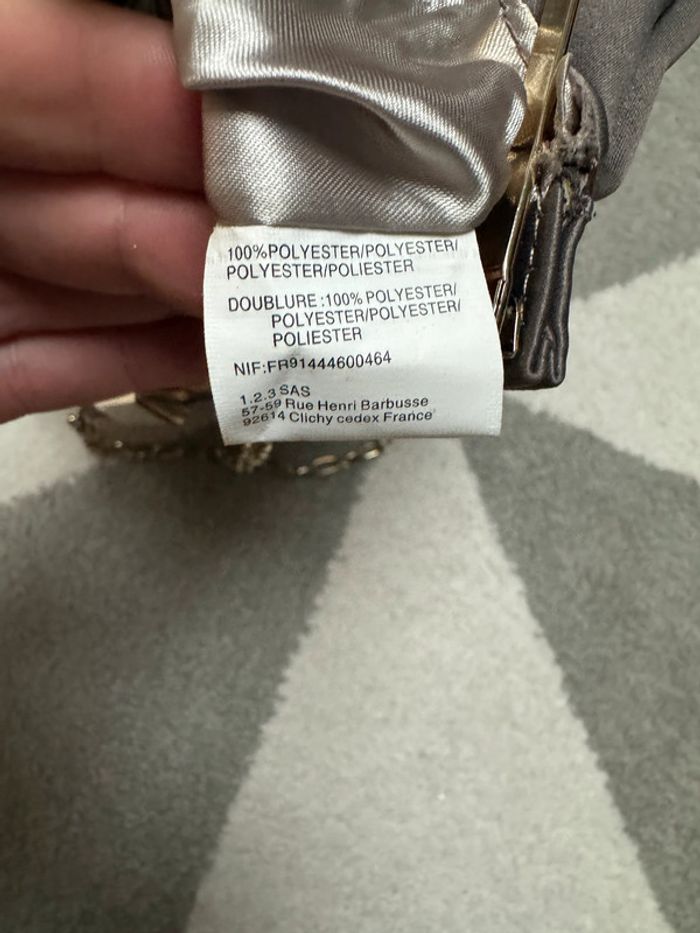 100%POLYESTER/POLYESTER/
POLYESTER/POLIESTER
DOUBLURE :100% POLYESTER/
POLYESTER/POLYESTER/
POLIESTER
NIF:FR91444600464
1.2.3 SAS
57-59 Rue Henri Barbusse
92614 Clichy cedex France